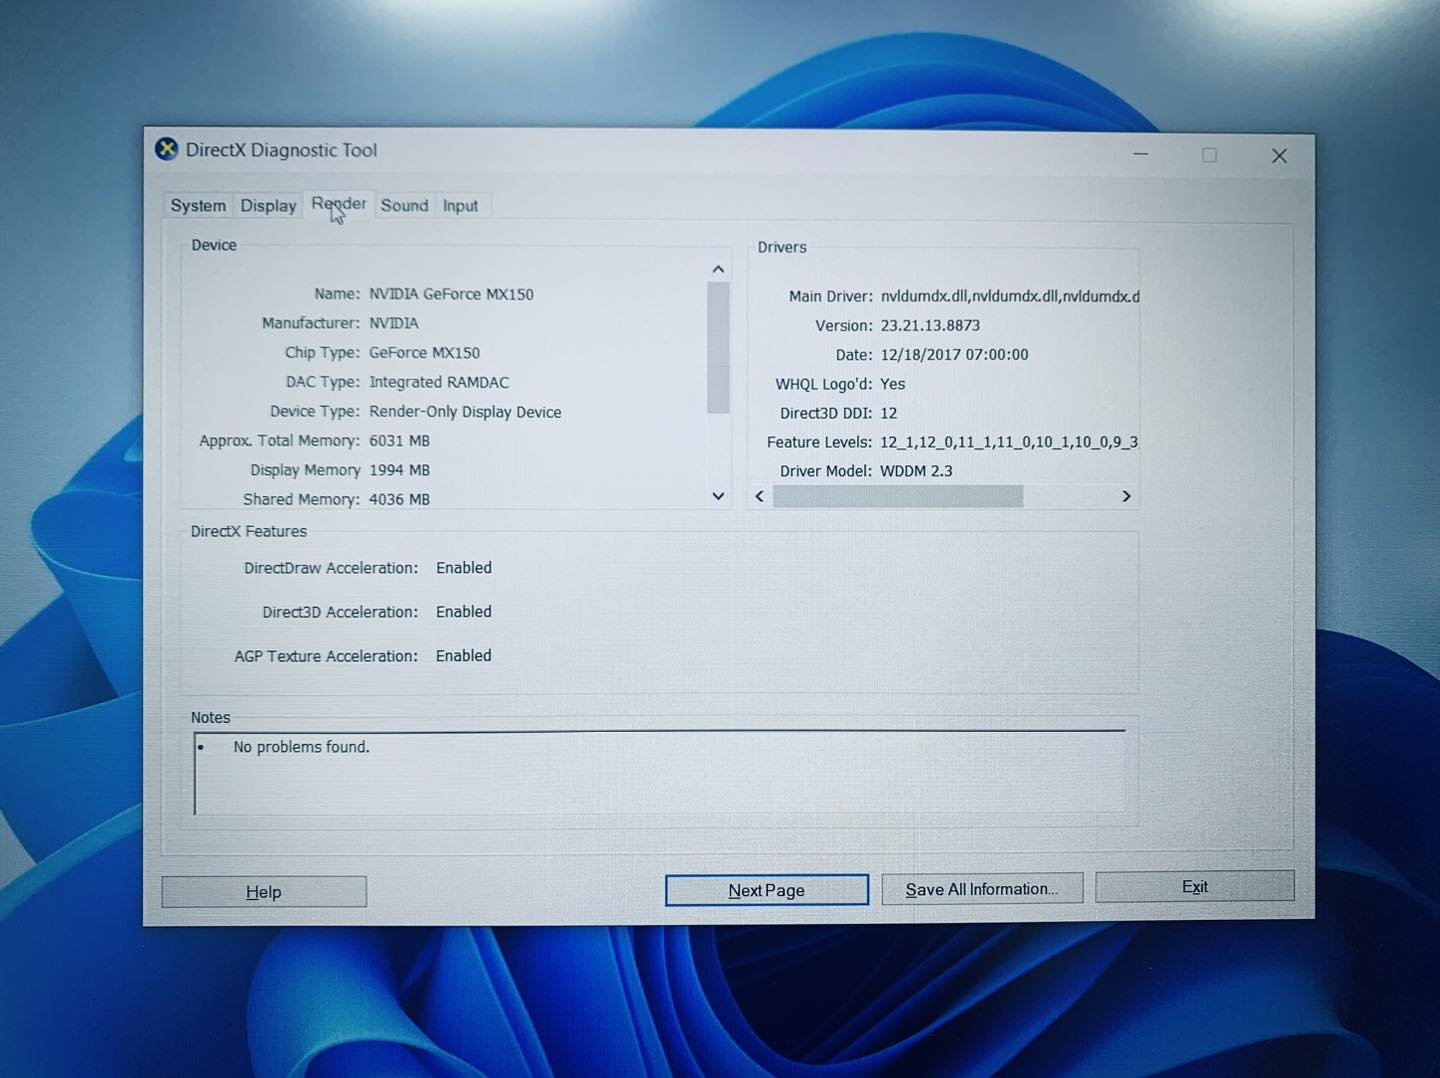 DirectX Diagnostic Tool
System Display Render Sound Input
Device
Name: NVIDIA GeForce MX150
Manufacturer: NVIDIA
Chip Type: GeForce MX150
DAC Type: Integrated RAMDAC
Device Type: Render-Only Display Device
Approx. Total Memory: 6031 MB
Display Memory 1994 MB
Shared Memory: 4036 MB
Drivers
Main Driver: nvldumdx.dll,nvldumdx.dll,nvldumdx.d
Version: 23.21.13.8873
Date: 12/18/2017 07:00:00
WHQL Logo'd: Yes
Direct3D DDI: 12
Feature Levels: 12_1,12_0,11_1,11_0,10_1,10_0,9_3
Driver Model: WDDM 2.3
DirectX Features
DirectDraw Acceleration: Enabled
Direct3D Acceleration: Enabled
AGP Texture Acceleration: Enabled
Notes
• No problems found.
Help
Next Page
Save All Information...
Exit